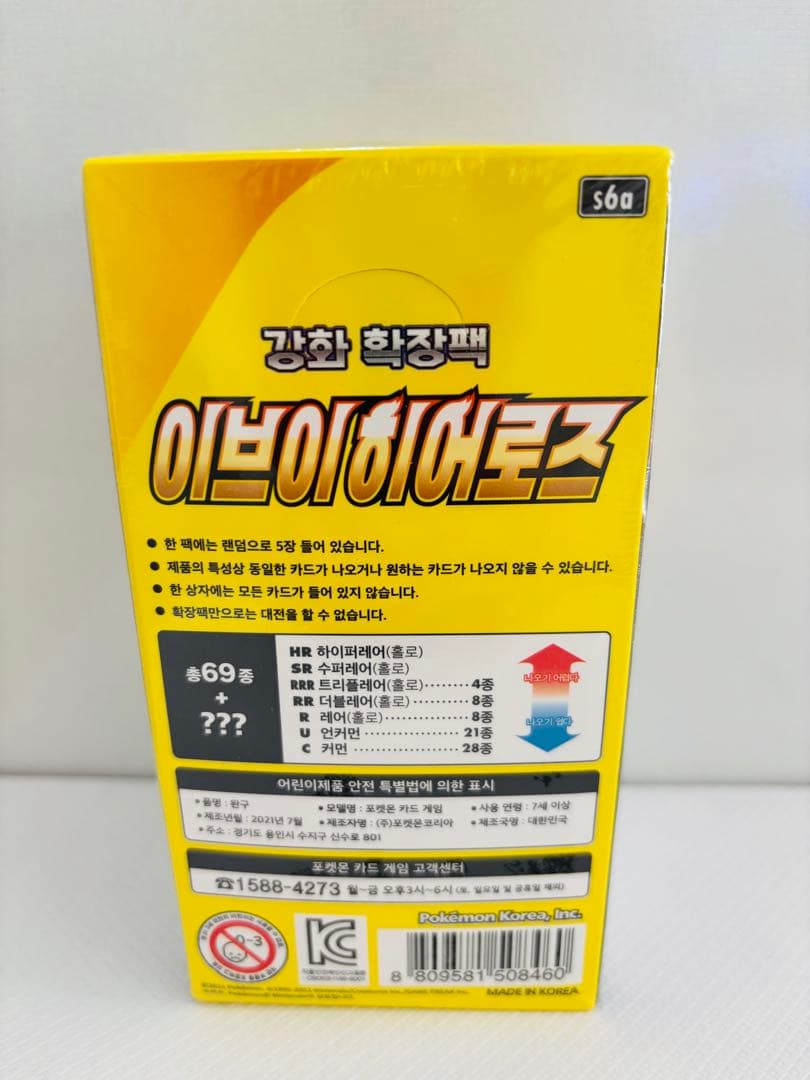 s6a
강화 확장팩
이브이 히어로즈
● 한 팩에는 랜덤으로 5장 들어 있습니다.
● 제품의 특성상 동일한 카드가 나오거나 원하는 카드가 나오지 않을 수 있습니다.
● 한 상자에는 모든 카드가 들어 있지 않습니다.
● 확장팩만으로는 대전을 할 수 없습니다.
총69종
+
???
HR 하이퍼레어(홀로)
SR 수퍼레어(홀로)
RRR 트리플레어(홀로)········4종
RR 더블레어(홀로)···········8종
R 레어(홀로)················8종
U 언커먼····················21종
C 커먼·····················28종
나오기 어렵다
나오기 쉽다
어린이제품 안전 특별법에 의한 표시
● 품명 : 완구 ● 모델명 : 포켓몬 카드 게임 ● 사용 연령 : 7세 이상
● 제조년월 : 2021년 7월 ● 제조자명 : (주)포켓몬코리아 ● 제조국명 : 대한민국
● 주소 : 경기도 용인시 수지구 신수로 801
포켓몬 카드 게임 고객센터
☎1588-4273 월~금 오후3시~6시 (토, 일요일 및 공휴일 제외)
Pokémon Korea, Inc.
0-3
KC
8 809581 508460
MADE IN KOREA